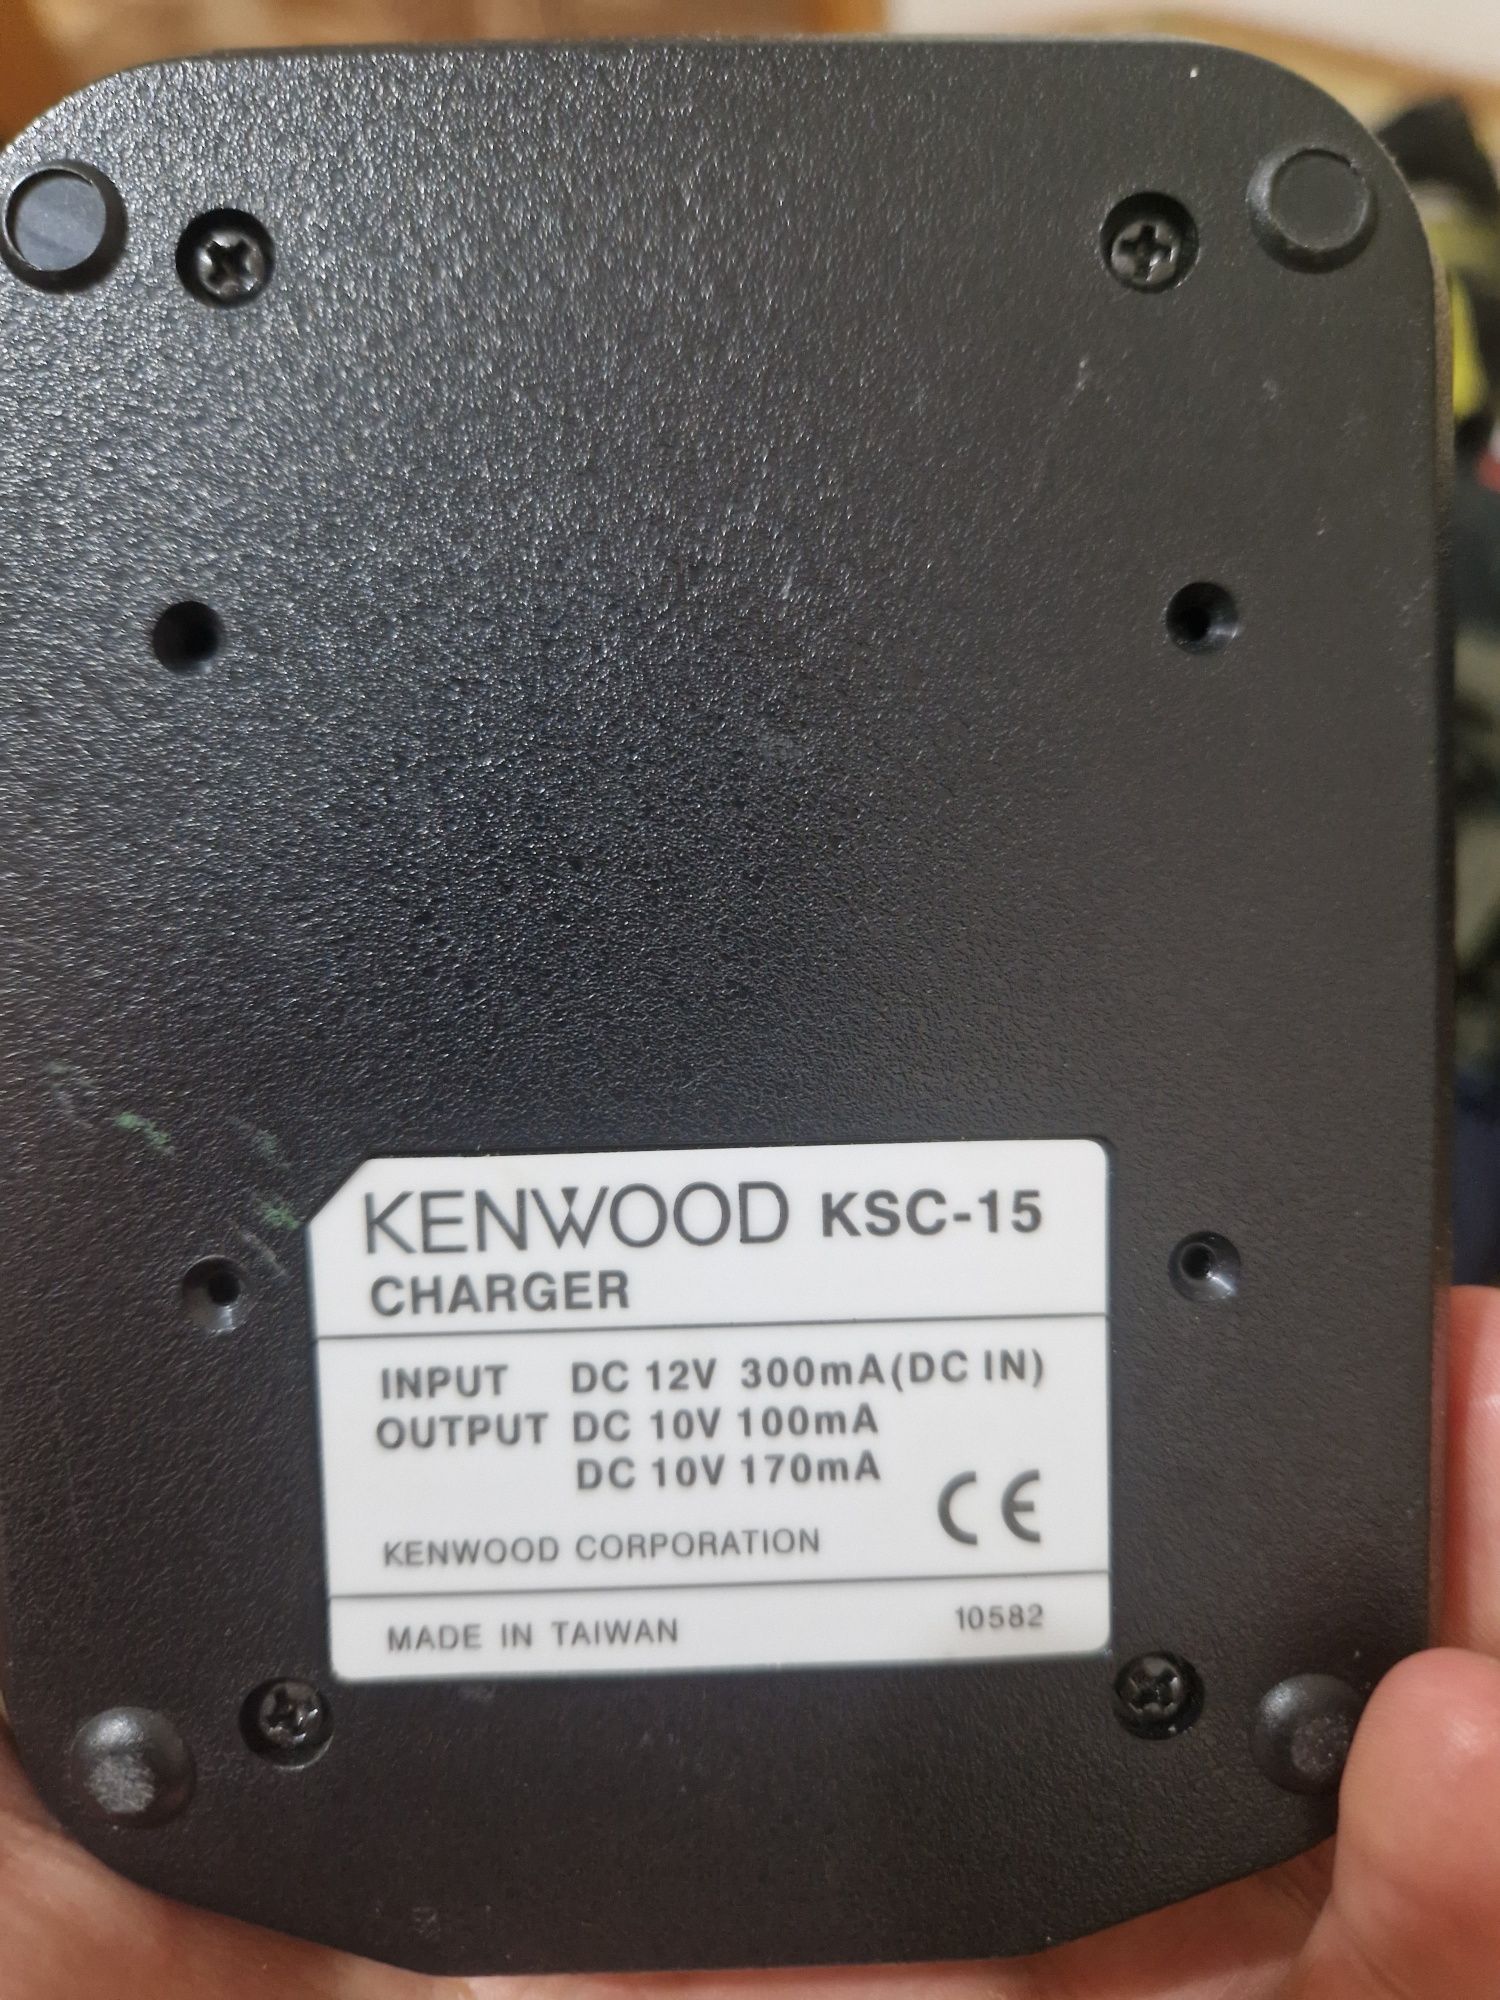 KENWOOD KSC-15
CHARGER
INPUT DC 12V 300mA(DC IN)
OUTPUT DC 10V 100mA
DC 10V 170mA
CE
KENWOOD CORPORATION
MADE IN TAIWAN 10582